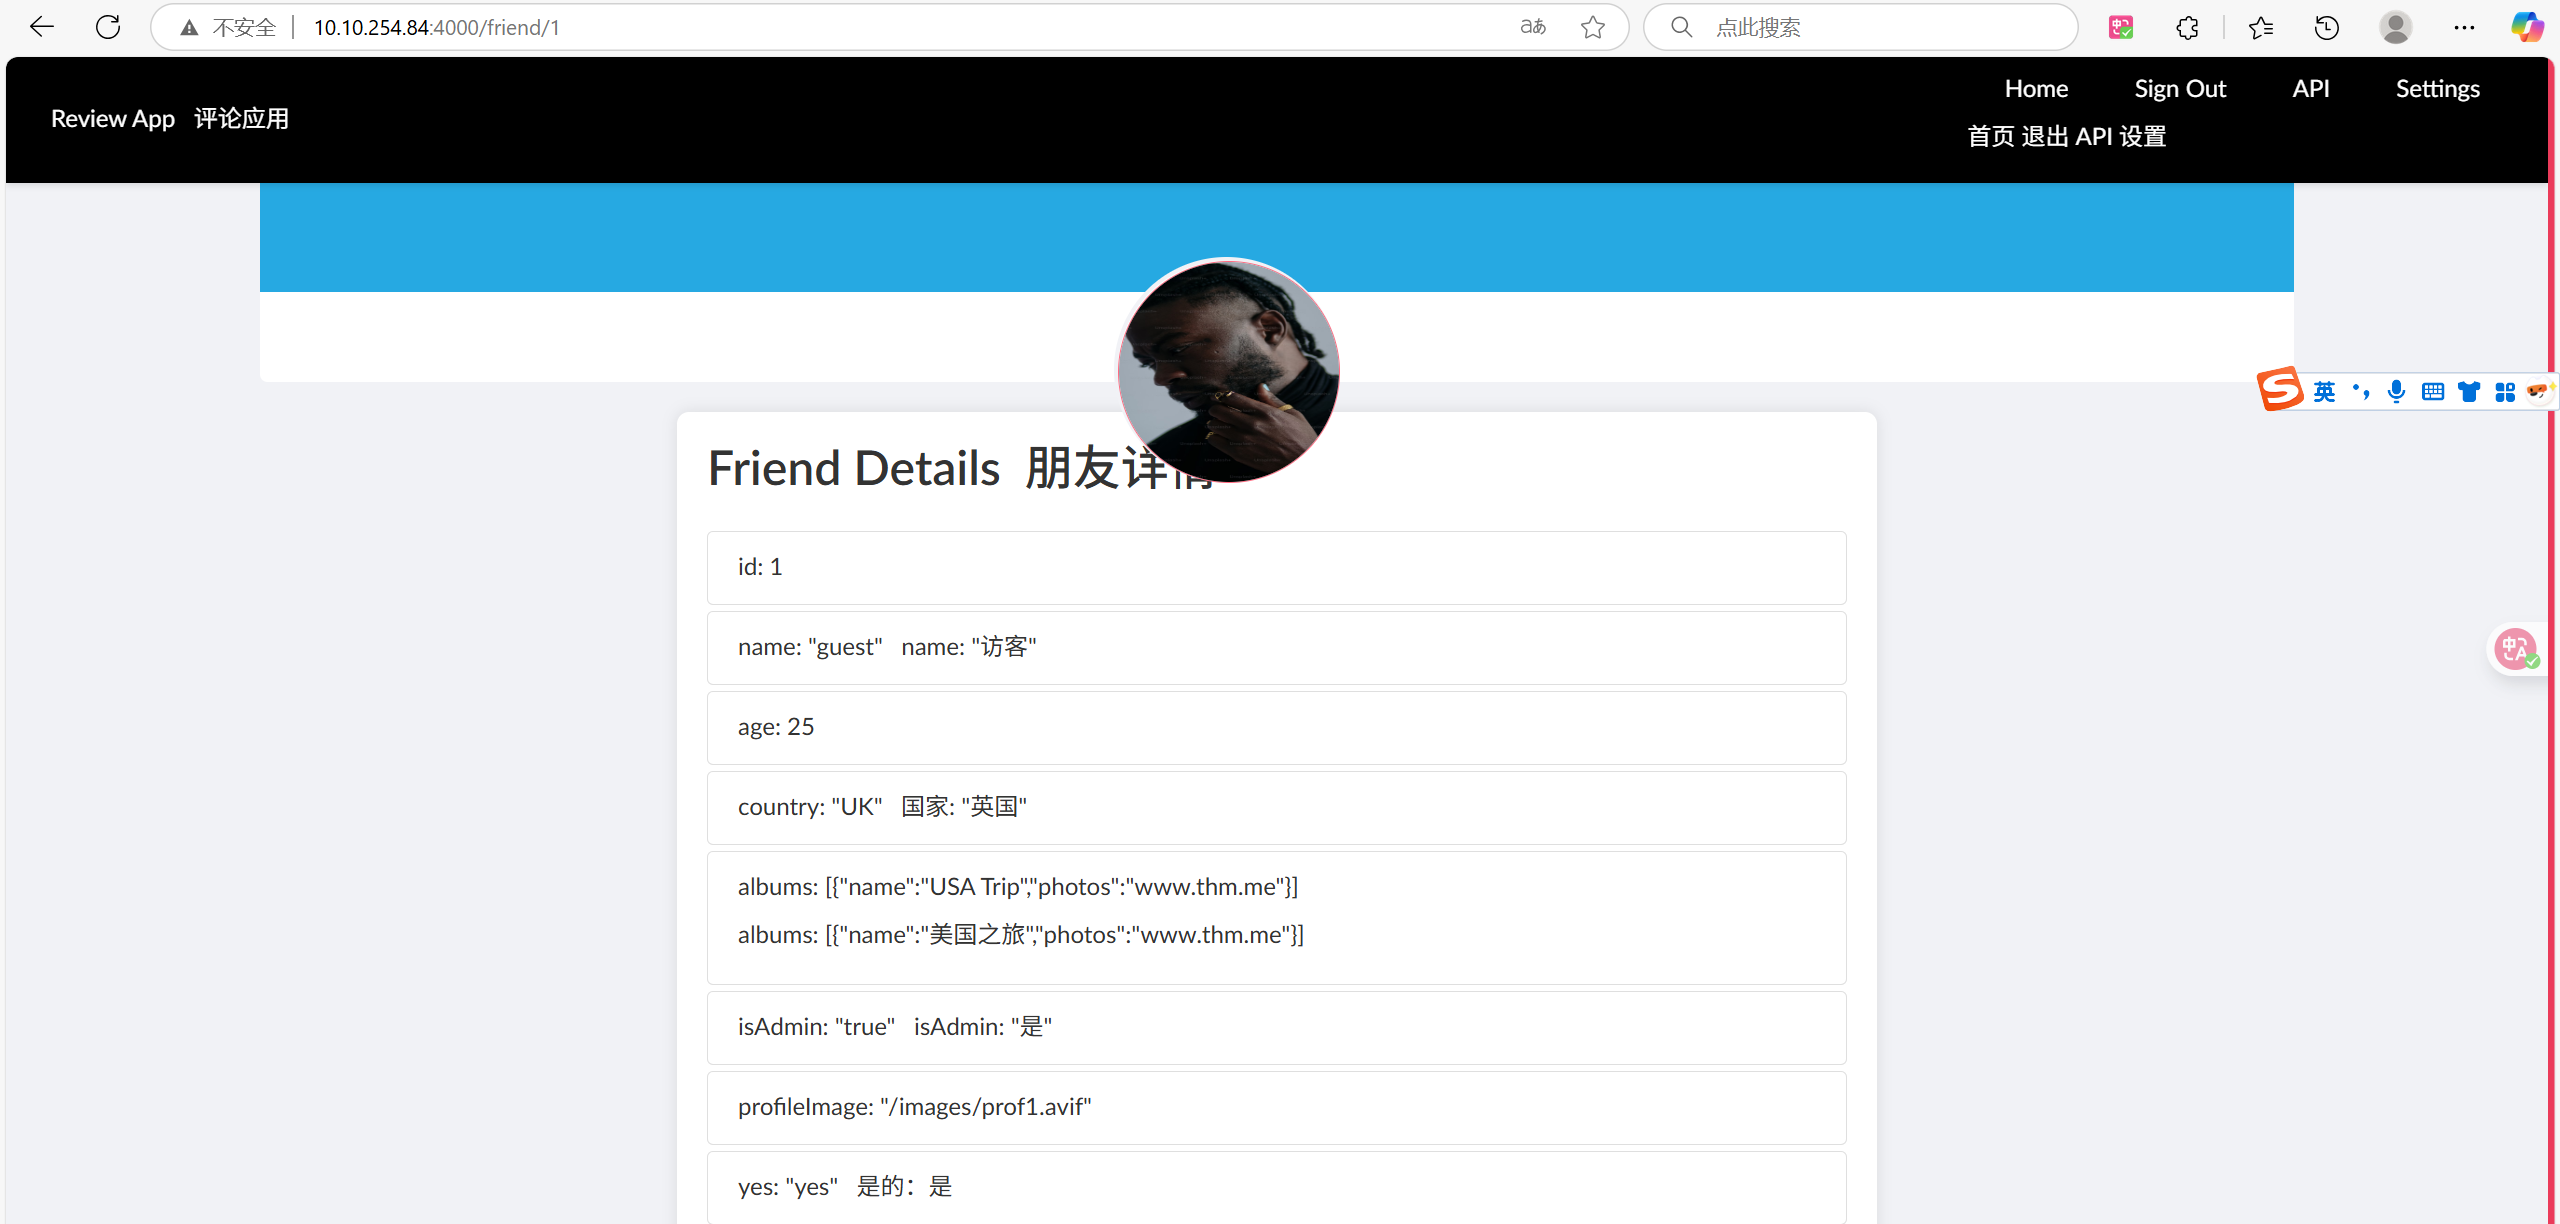 不安全 10.10.254.84:4000/friend/1 点此搜索
Home Sign Out API Settings
Review App 评论应用
首页 退出 API 设置
英
Friend Details 朋友详情
id: 1
name: "guest" name: "访客"
age: 25
country: "UK" 国家: "英国"
albums: [{"name":"USA Trip","photos":"www.thm.me"}]
albums: [{"name":"美国之旅","photos":"www.thm.me"}]
isAdmin: "true" isAdmin: "是"
profileImage: "/images/prof1.avif"
yes: "yes" 是的：是